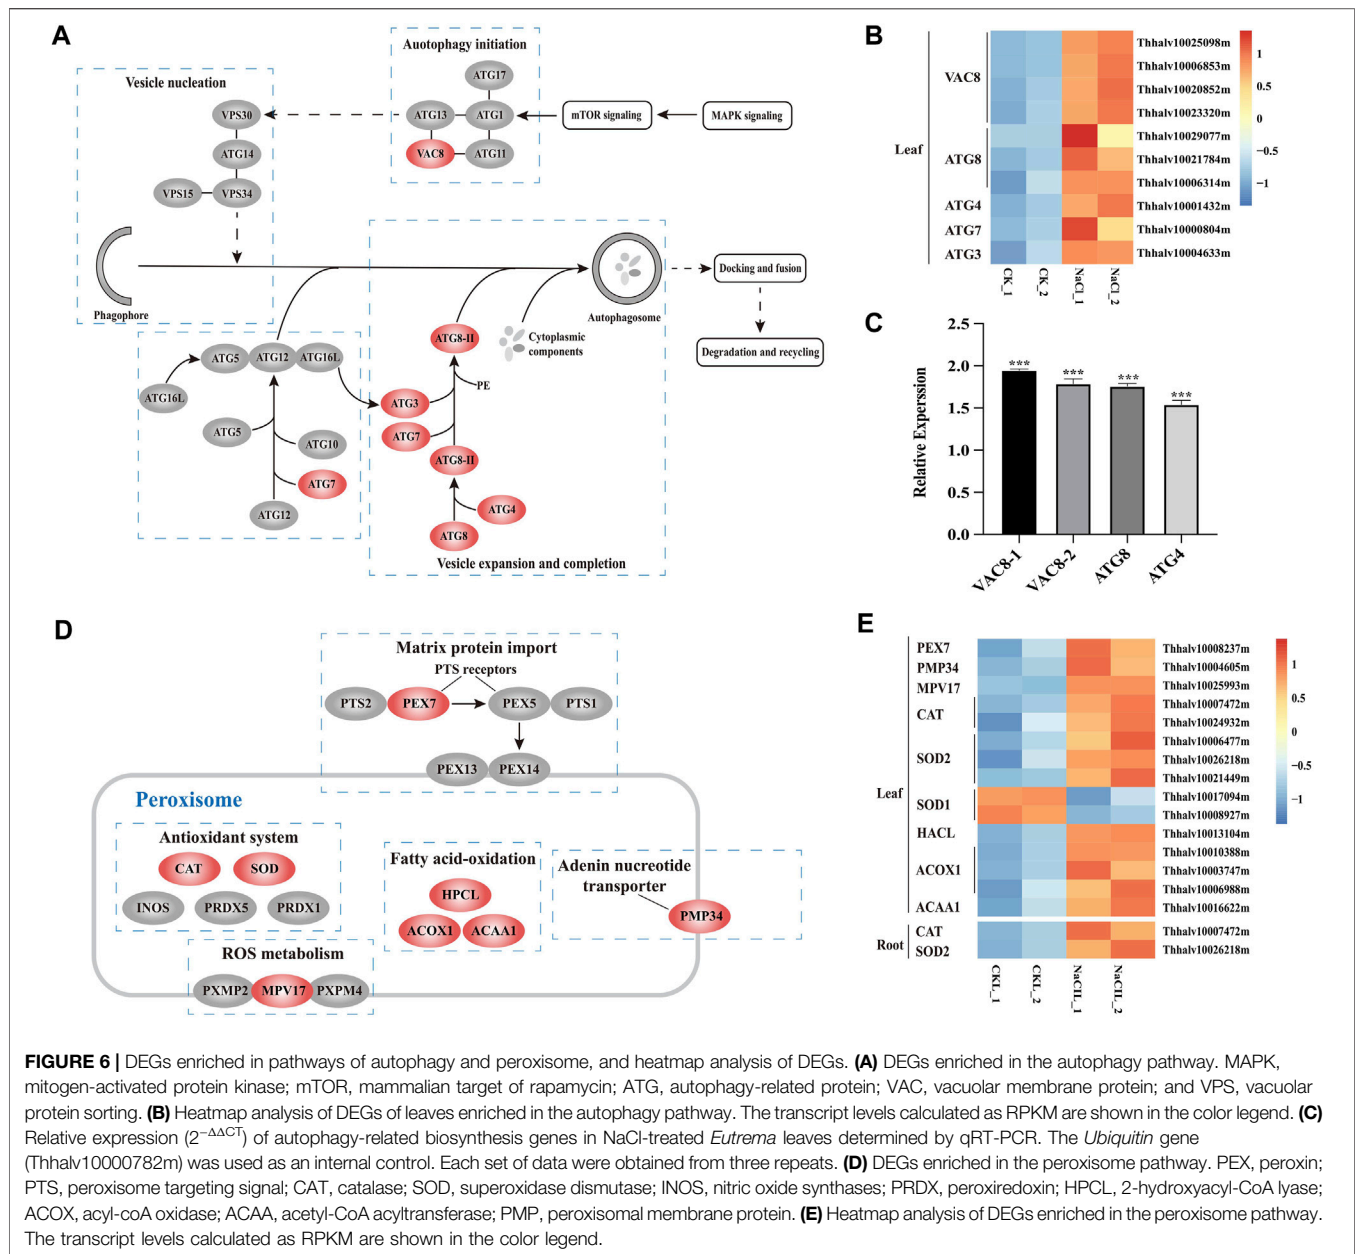 A
Auotophagy initiation
ATG17
ATG13
ATG1
VAC8
ATG11
mTOR signaling
MAPK signaling
Vesicle nucleation
VPS30
ATG14
VPS15
VPS34
Phagophore
Autophagosome
Docking and fusion
Degradation and recycling
ATG5
ATG12
ATG16L
ATG16L
ATG5
ATG10
ATG7
ATG12
ATG8-II
Cytoplasmic
components
PE
ATG3
ATG7
ATG8-II
ATG4
ATG8
Vesicle expansion and completion
B
Leaf
VAC8
ATG8
ATG4
ATG7
ATG3
Thhalv10025098m
Thhalv10006853m
Thhalv10020852m
Thhalv10023320m
Thhalv10029077m
Thhalv10021784m
Thhalv10006314m
Thhalv10001432m
Thhalv10000804m
Thhalv10004633m
CK_1
CK_2
NaCl_1
NaCl_2
1
0.5
0
−0.5
−1
C
Relative Experssion
2.5
2.0
1.5
1.0
0.5
0.0
***
***
***
***
VAC8-1
VAC8-2
ATG8
ATG4
D
Matrix protein import
PTS receptors
PTS2
PEX7
PEX5
PTS1
PEX13
PEX14
Peroxisome
Antioxidant system
CAT
SOD
INOS
PRDX5
PRDX1
Fatty acid-oxidation
HPCL
ACOX1
ACAA1
Adenin nucreotide
transporter
PMP34
ROS metabolism
PXMP2
MPV17
PXPM4
E
Leaf
PEX7
PMP34
MPV17
CAT
SOD2
SOD1
HACL
ACOX1
ACAA1
Root
CAT
SOD2
Thhalv10008237m
Thhalv10004605m
Thhalv10025993m
Thhalv10007472m
Thhalv10024932m
Thhalv10006477m
Thhalv10026218m
Thhalv10021449m
Thhalv10017094m
Thhalv10008927m
Thhalv10013104m
Thhalv10010388m
Thhalv10003747m
Thhalv10006988m
Thhalv10016622m
Thhalv10007472m
Thhalv10026218m
CKL_1
CKL_2
NaClL_1
NaClL_2
1
0.5
0
−0.5
−1
FIGURE 6 | DEGs enriched in pathways of autophagy and peroxisome, and heatmap analysis of DEGs. (A) DEGs enriched in the autophagy pathway. MAPK,
mitogen-activated protein kinase; mTOR, mammalian target of rapamycin; ATG, autophagy-related protein; VAC, vacuolar membrane protein; and VPS, vacuolar
protein sorting. (B) Heatmap analysis of DEGs of leaves enriched in the autophagy pathway. The transcript levels calculated as RPKM are shown in the color legend. (C)
Relative expression (2−ΔΔCT) of autophagy-related biosynthesis genes in NaCl-treated Eutrema leaves determined by qRT-PCR. The Ubiquitin gene
(Thhalv10000782m) was used as an internal control. Each set of data were obtained from three repeats. (D) DEGs enriched in the peroxisome pathway. PEX, peroxin;
PTS, peroxisome targeting signal; CAT, catalase; SOD, superoxidase dismutase; INOS, nitric oxide synthases; PRDX, peroxiredoxin; HPCL, 2-hydroxyacyl-CoA lyase;
ACOX, acyl-coA oxidase; ACAA, acetyl-CoA acyltransferase; PMP, peroxisomal membrane protein. (E) Heatmap analysis of DEGs enriched in the peroxisome pathway.
The transcript levels calculated as RPKM are shown in the color legend.